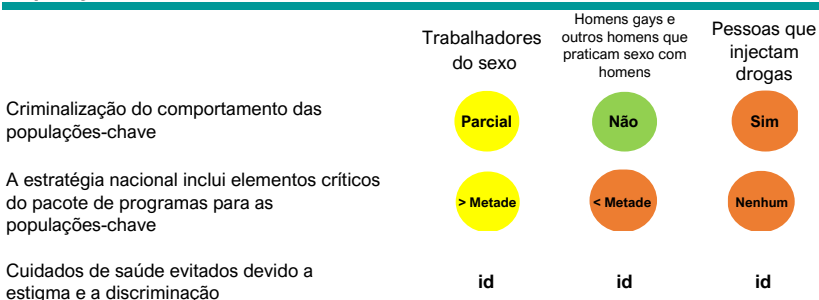 Trabalhadores
do sexo
Homens gays e
outros homens que
praticam sexo com
homens
Pessoas que
injectam
drogas
Criminalização do comportamento das
populações-chave
Parcial
Não
Sim
A estratégia nacional inclui elementos críticos
do pacote de programas para as
populações-chave
> Metade
< Metade
Nenhum
Cuidados de saúde evitados devido a
estigma e a discriminação
id
id
id